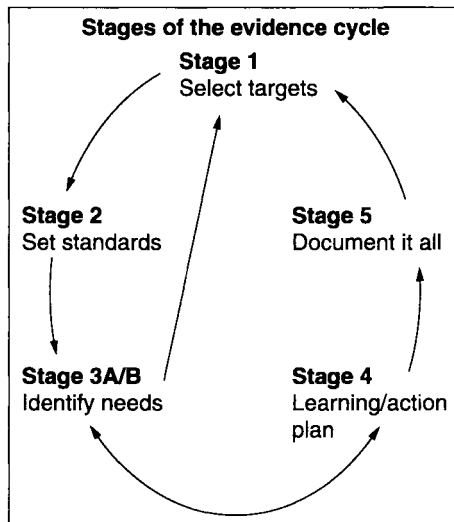 Stages of the evidence cycle
Stage 1
Select targets
Stage 2
Set standards
Stage 5
Document it all
Stage 3A/B
Identify needs
Stage 4
Learning/action
plan